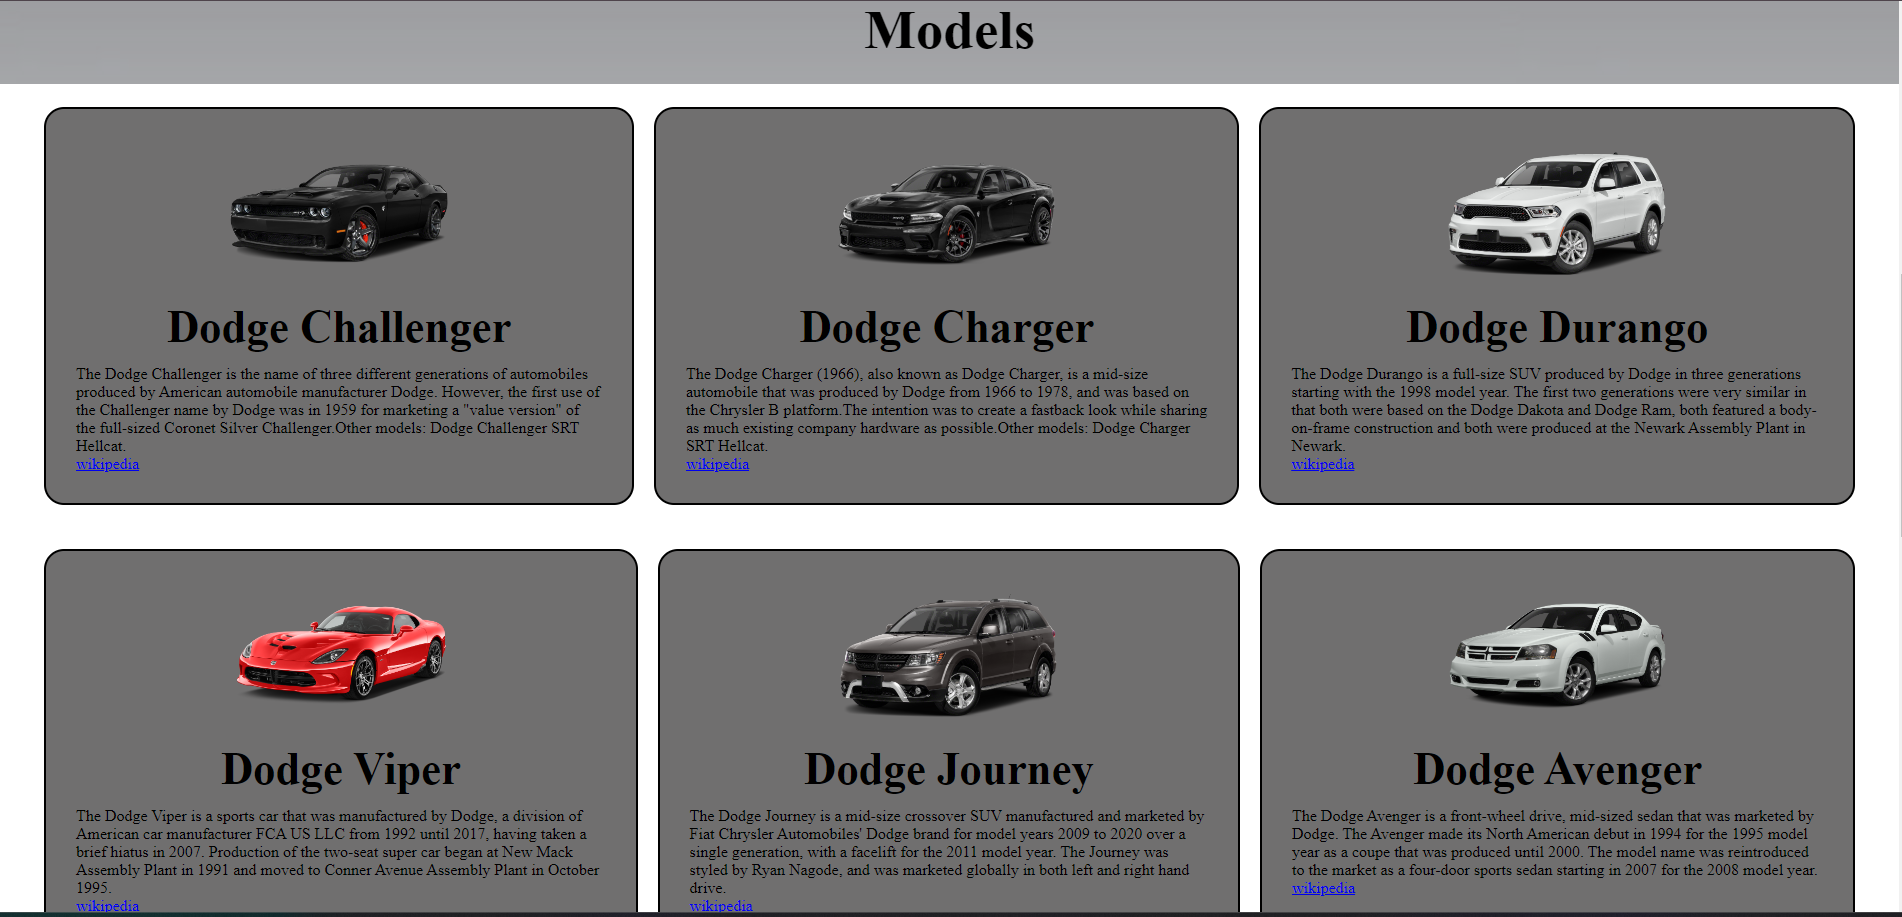 Models
Dodge Challenger
The Dodge Challenger is the name of three different generations of automobiles
produced by American automobile manufacturer Dodge. However, the first use of
the Challenger name by Dodge was in 1959 for marketing a "value version" of
the full-sized Coronet Silver Challenger.Other models: Dodge Challenger SRT
Hellcat.
wikipedia
Dodge Charger
The Dodge Charger (1966), also known as Dodge Charger, is a mid-size
automobile that was produced by Dodge from 1966 to 1978, and was based on
the Chrysler B platform.The intention was to create a fastback look while sharing
as much existing company hardware as possible.Other models: Dodge Charger
SRT Hellcat.
wikipedia
Dodge Durango
The Dodge Durango is a full-size SUV produced by Dodge in three generations
starting with the 1998 model year. The first two generations were very similar in
that both were based on the Dodge Dakota and Dodge Ram, both featured a body-
on-frame construction and both were produced at the Newark Assembly Plant in
Newark.
wikipedia
Dodge Viper
The Dodge Viper is a sports car that was manufactured by Dodge, a division of
American car manufacturer FCA US LLC from 1992 until 2017, having taken a
brief hiatus in 2007. Production of the two-seat super car began at New Mack
Assembly Plant in 1991 and moved to Conner Avenue Assembly Plant in October
1995.
wikipedia
Dodge Journey
The Dodge Journey is a mid-size crossover SUV manufactured and marketed by
Fiat Chrysler Automobiles' Dodge brand for model years 2009 to 2020 over a
single generation, with a facelift for the 2011 model year. The Journey was
styled by Ryan Nagode, and was marketed globally in both left and right hand
drive.
wikipedia
Dodge Avenger
The Dodge Avenger is a front-wheel drive, mid-sized sedan that was marketed by
Dodge. The Avenger made its North American debut in 1994 for the 1995 model
year as a coupe that was produced until 2000. The model name was reintroduced
to the market as a four-door sports sedan starting in 2007 for the 2008 model year.
wikipedia